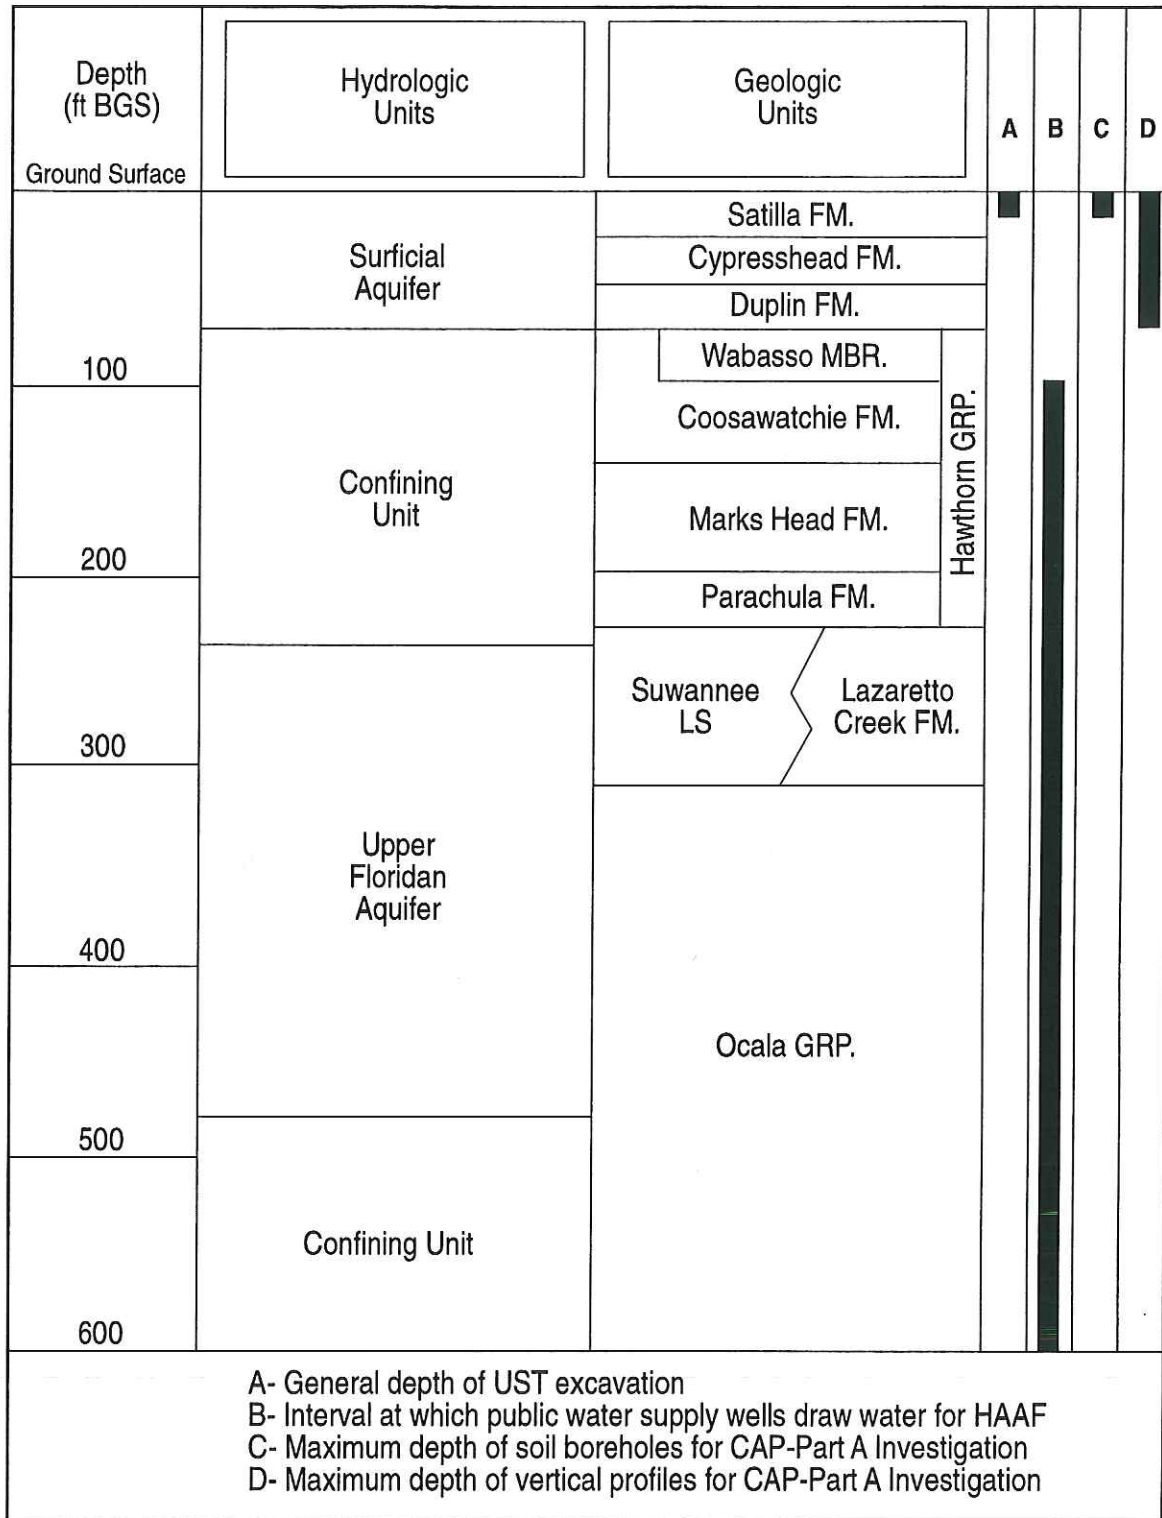 Depth
(ft BGS)
Ground Surface
Hydrologic
Units
Geologic
Units
A
B
C
D
Surficial
Aquifer
Satilla FM.
Cypresshead FM.
Duplin FM.
100
Confining
Unit
Wabasso MBR.
Coosawatchie FM.
Marks Head FM.
Parachula FM.
Hawthorn GRP.
200
Suwannee
LS
Lazaretto
Creek FM.
300
Upper
Floridan
Aquifer
400
Ocala GRP.
500
Confining Unit
600
A- General depth of UST excavation
B- Interval at which public water supply wells draw water for HAAF
C- Maximum depth of soil boreholes for CAP-Part A Investigation
D- Maximum depth of vertical profiles for CAP-Part A Investigation